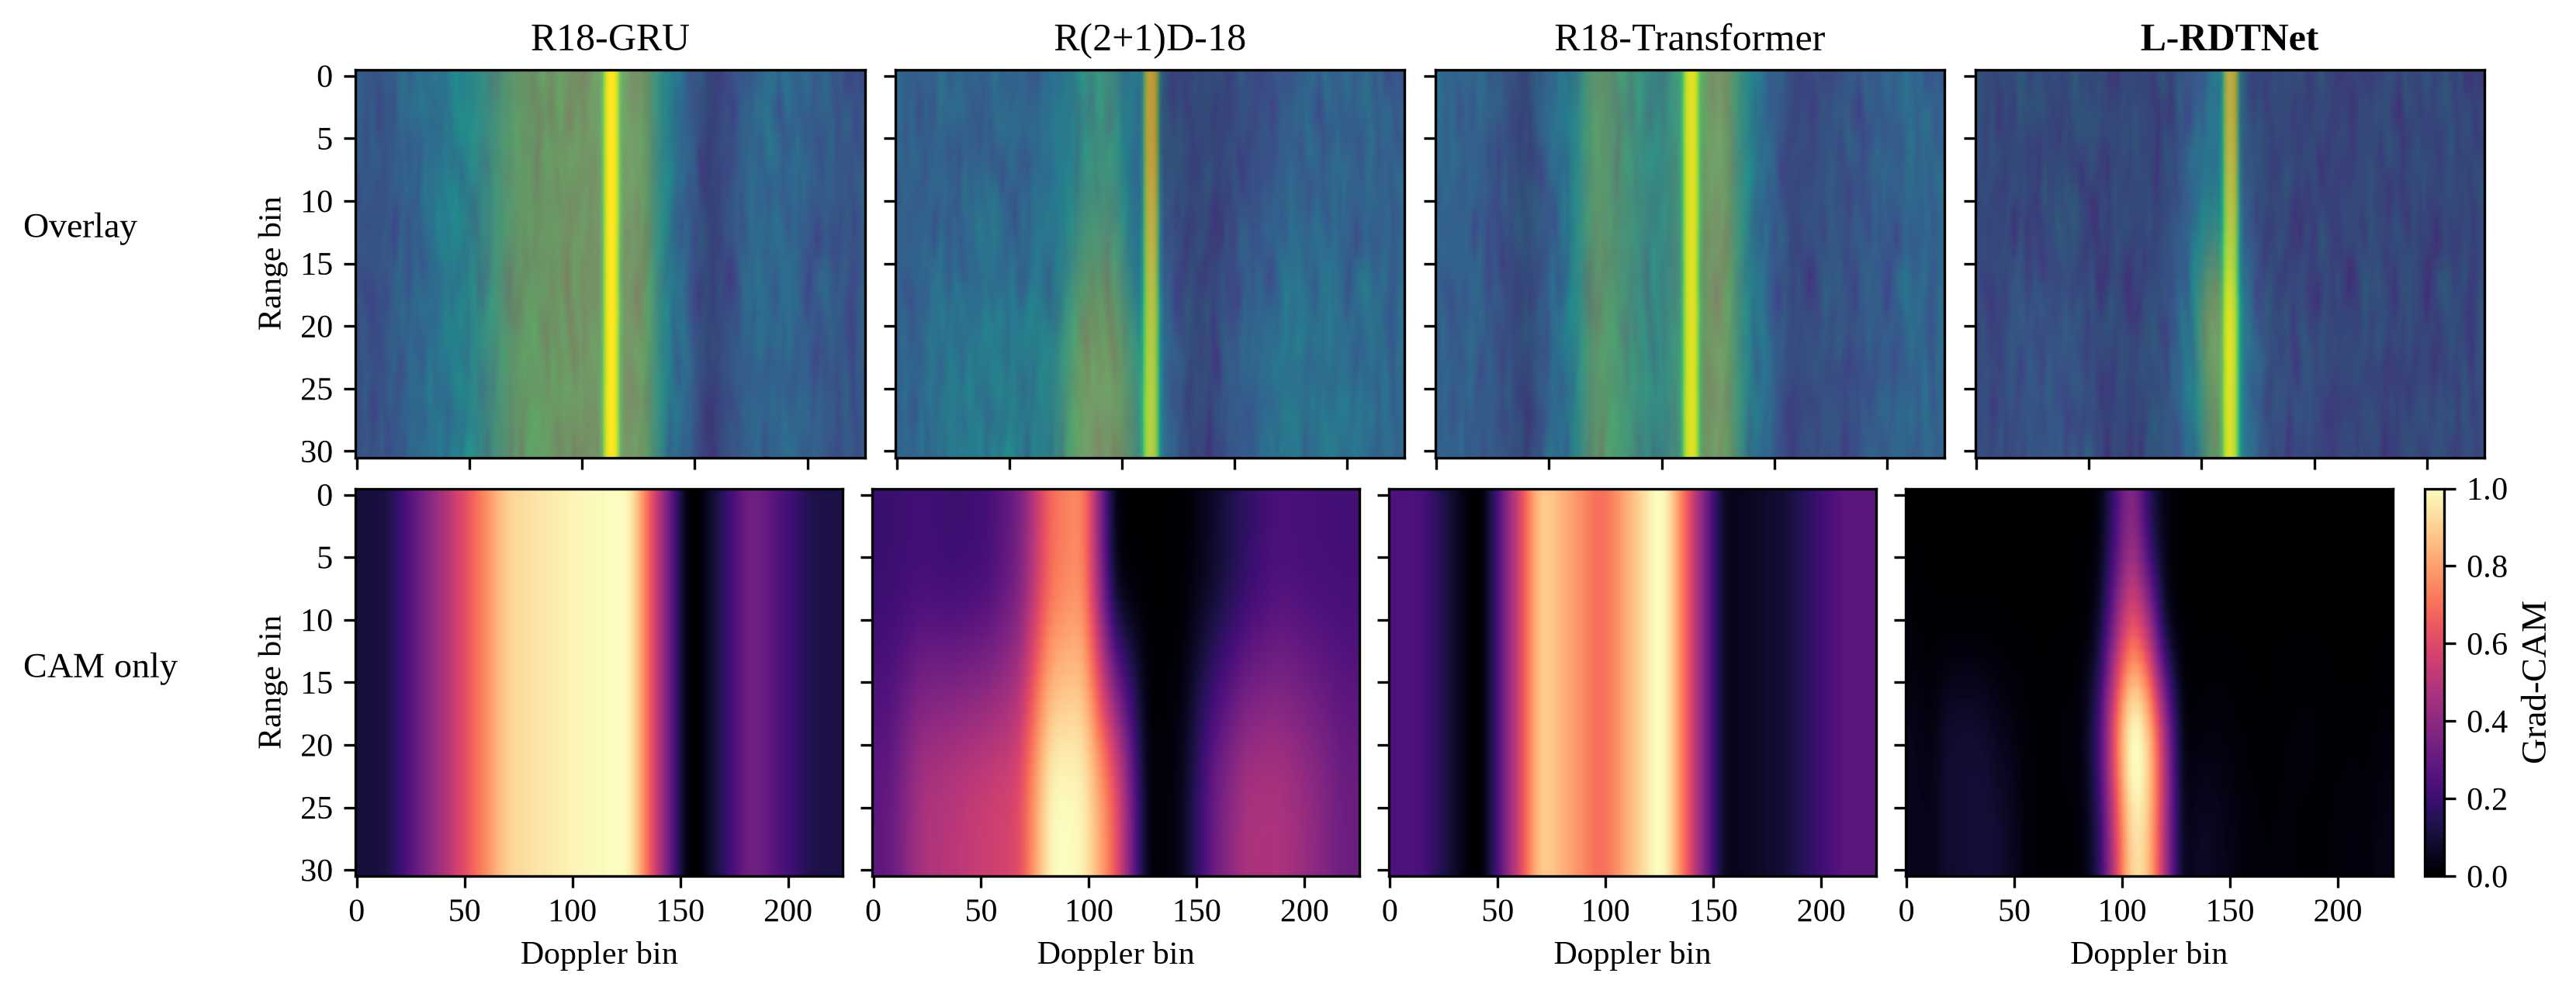 R18-GRU R(2+1)D-18 R18-Transformer L-RDTNet
Overlay
Range bin
0
5
10
15
20
25
30
CAM only
Range bin
0
5
10
15
20
25
30
0 50 100 150 200
0 50 100 150 200
0 50 100 150 200
0 50 100 150 200
Doppler bin Doppler bin Doppler bin Doppler bin
1.0
0.8
0.6
0.4
0.2
0.0
Grad-CAM